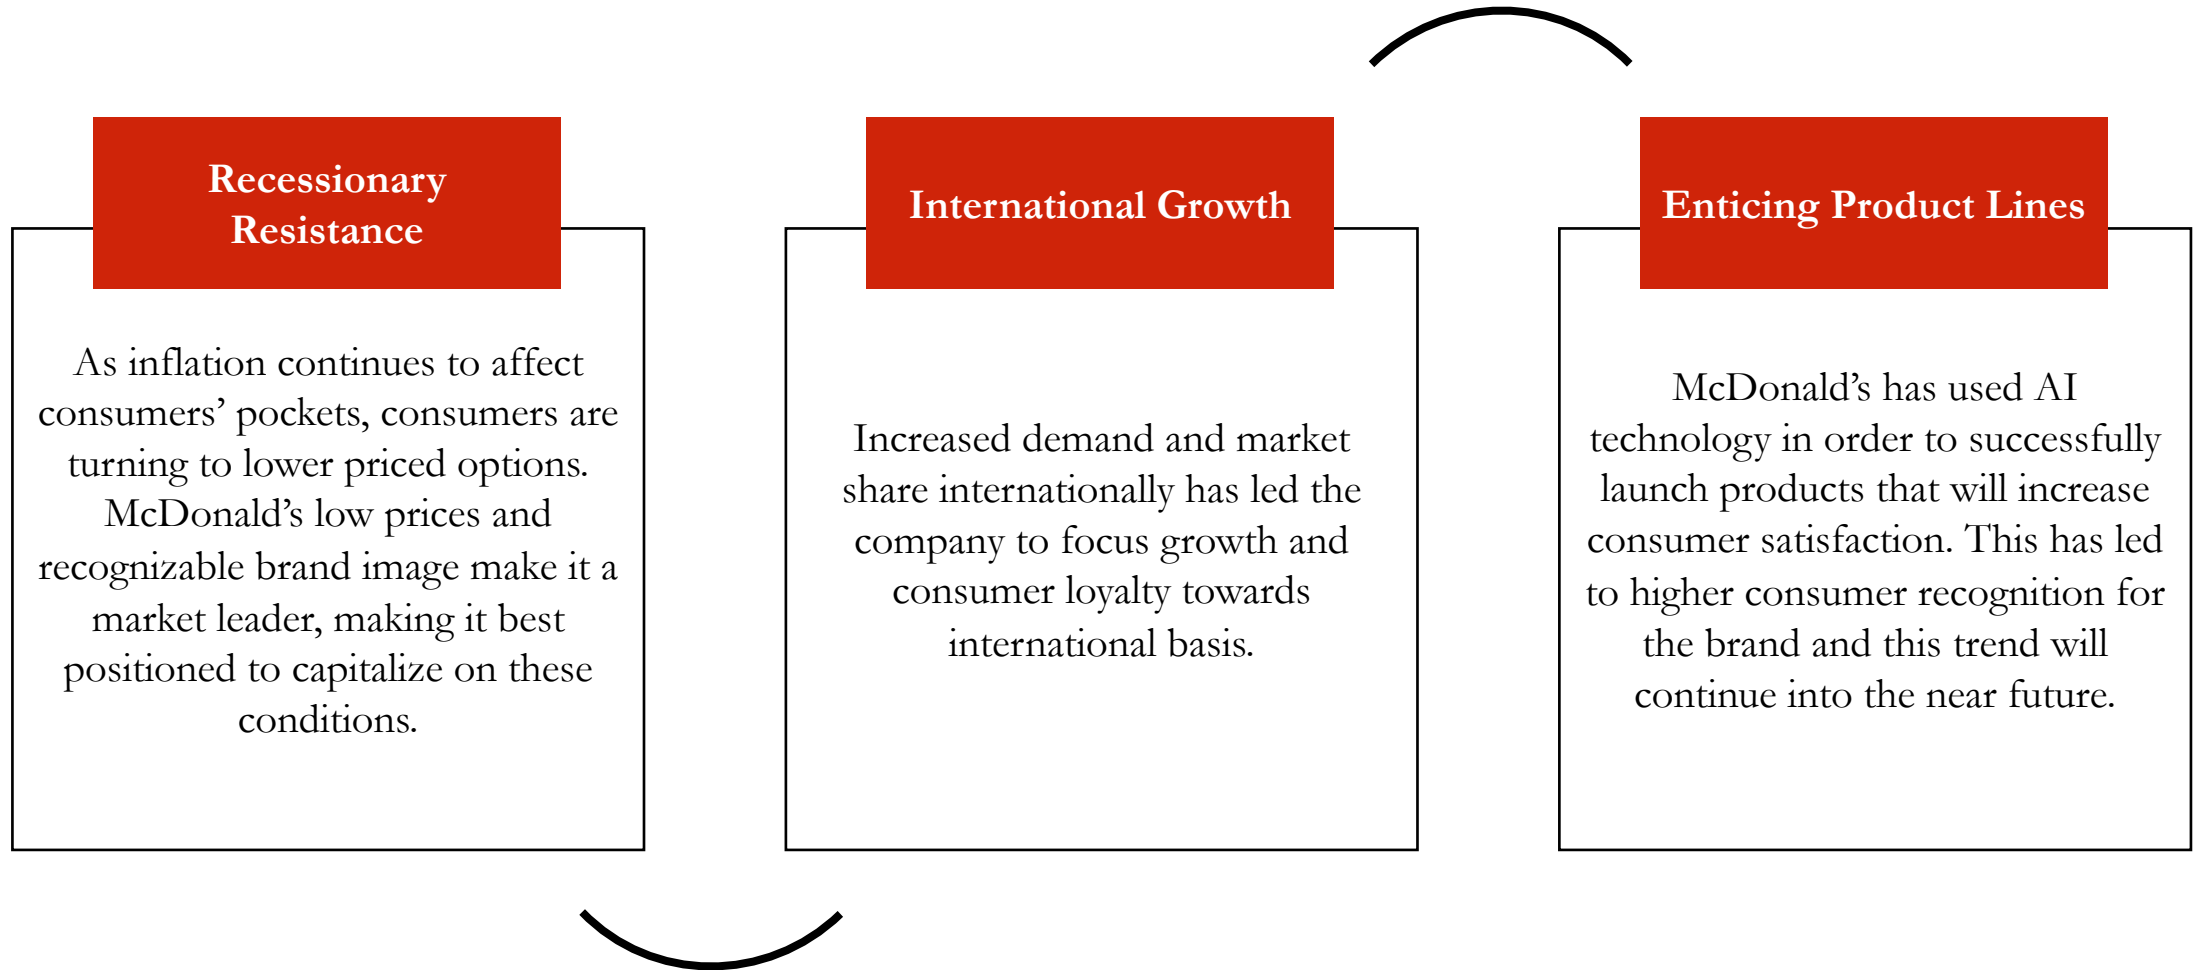 Recessionary
Resistance
As inflation continues to affect
consumers’ pockets, consumers are
turning to lower priced options.
McDonald’s low prices and
recognizable brand image make it a
market leader, making it best
positioned to capitalize on these
conditions.
International Growth
Increased demand and market
share internationally has led the
company to focus growth and
consumer loyalty towards
international basis.
Enticing Product Lines
McDonald’s has used AI
technology in order to successfully
launch products that will increase
consumer satisfaction. This has led
to higher consumer recognition for
the brand and this trend will
continue into the near future.